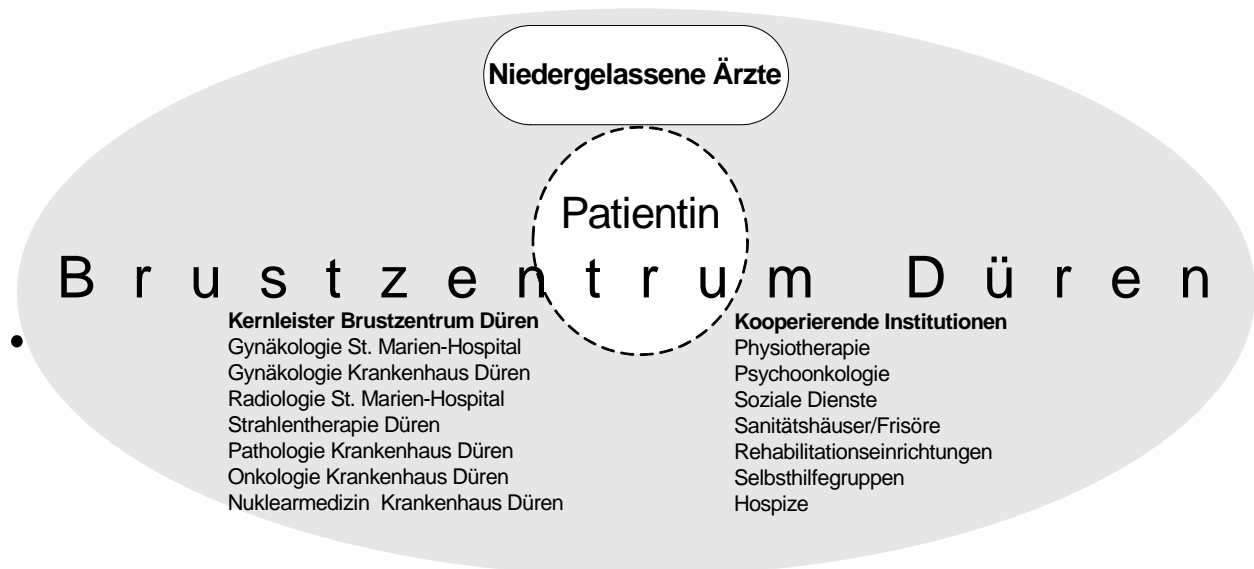 Niedergelassene Ärzte
Patientin
Brustzentrum Düren
Kernleister Brustzentrum Düren
Gynäkologie St. Marien-Hospital
Gynäkologie Krankenhaus Düren
Radiologie St. Marien-Hospital
Strahlentherapie Düren
Pathologie Krankenhaus Düren
Onkologie Krankenhaus Düren
Nuklearmedizin Krankenhaus Düren
Kooperierende Institutionen
Physiotherapie
Psychoonkologie
Soziale Dienste
Sanitätshäuser/Frisöre
Rehabilitationseinrichtungen
Selbsthilfegruppen
Hospize